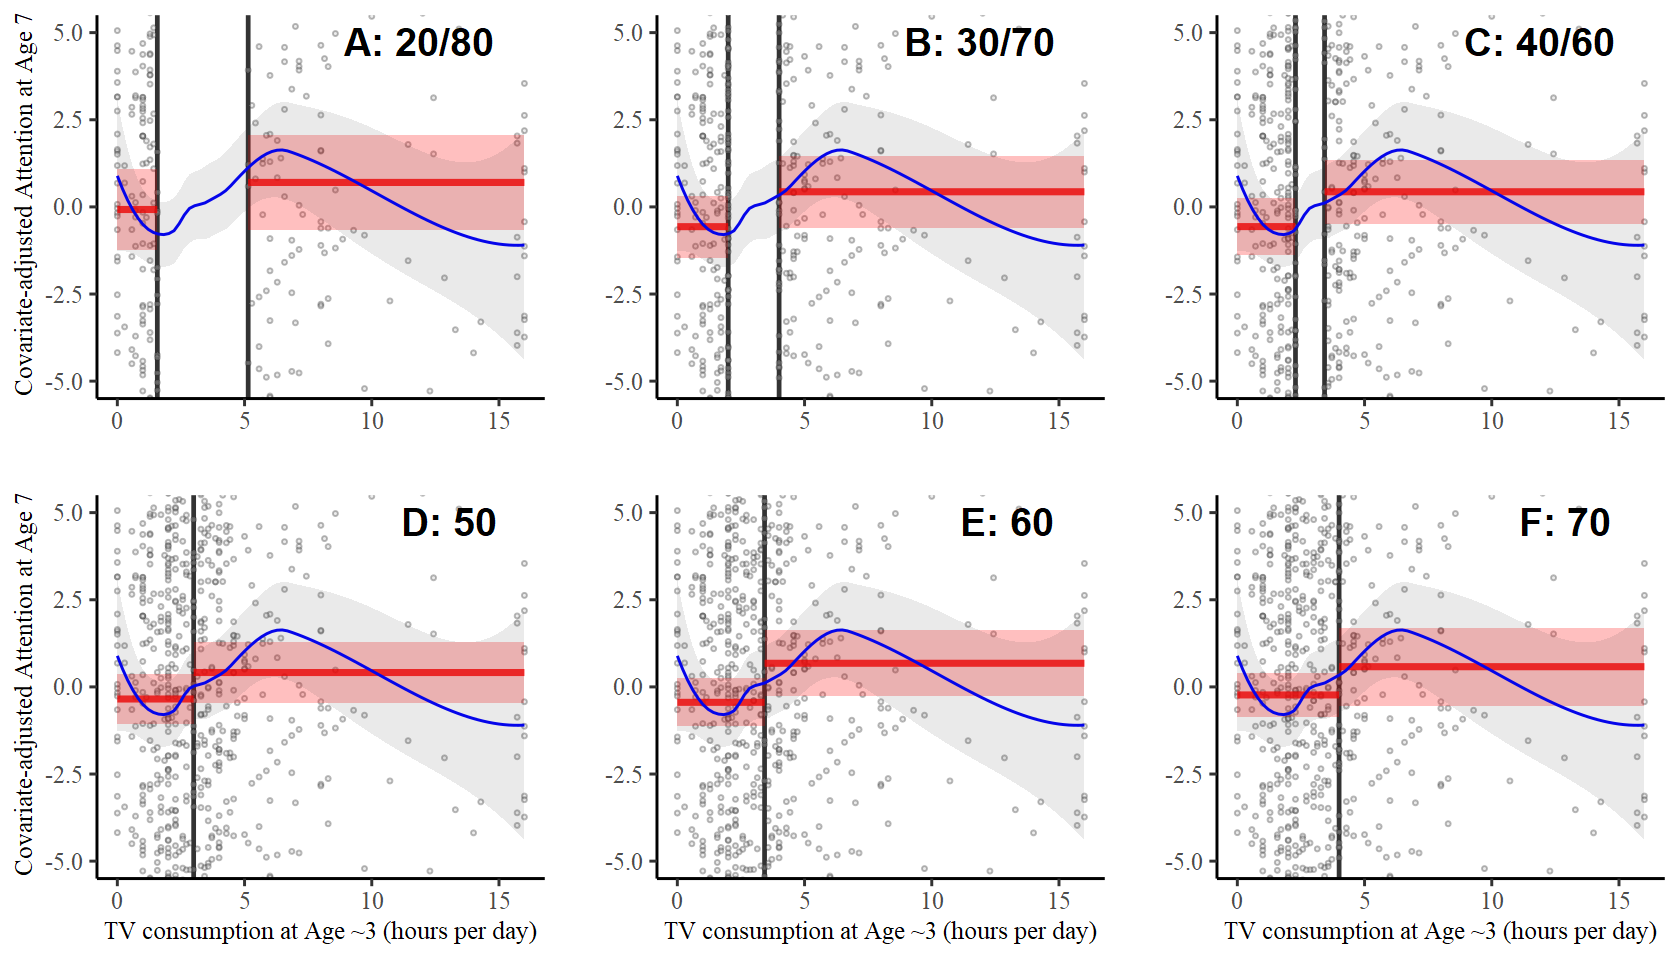 A: 20/80
B: 30/70
C: 40/60
Covariate-adjusted Attention at Age 7
5.0
2.5
0.0
-2.5
-5.0
0 5 10 15
5.0
2.5
0.0
-2.5
-5.0
0 5 10 15
5.0
2.5
0.0
-2.5
-5.0
0 5 10 15
D: 50
E: 60
F: 70
Covariate-adjusted Attention at Age 7
5.0
2.5
0.0
-2.5
-5.0
0 5 10 15
TV consumption at Age ~3 (hours per day)
5.0
2.5
0.0
-2.5
-5.0
0 5 10 15
TV consumption at Age ~3 (hours per day)
5.0
2.5
0.0
-2.5
-5.0
0 5 10 15
TV consumption at Age ~3 (hours per day)